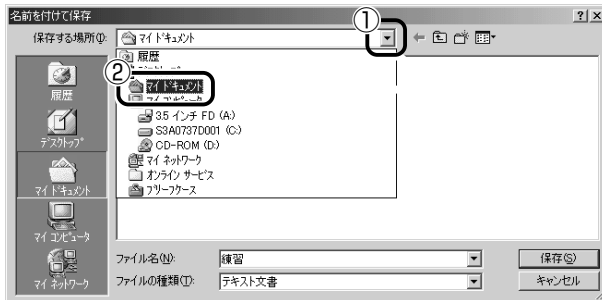 名前を付けて保存
①
保存する場所(I):
マイ ドキュメント
履歴
②
マイ ドキュメント
3.5 インチ FD (A:)
S3A0737D001 (C:)
CD-ROM (D:)
マイ ネットワーク
オンライン サービス
ブリーフケース
履歴
デスクトップ
マイ ドキュメント
マイ コンピュータ
マイ ネットワーク
ファイル名(N):
練習
保存(S)
ファイルの種類(T):
テキスト文書
キャンセル